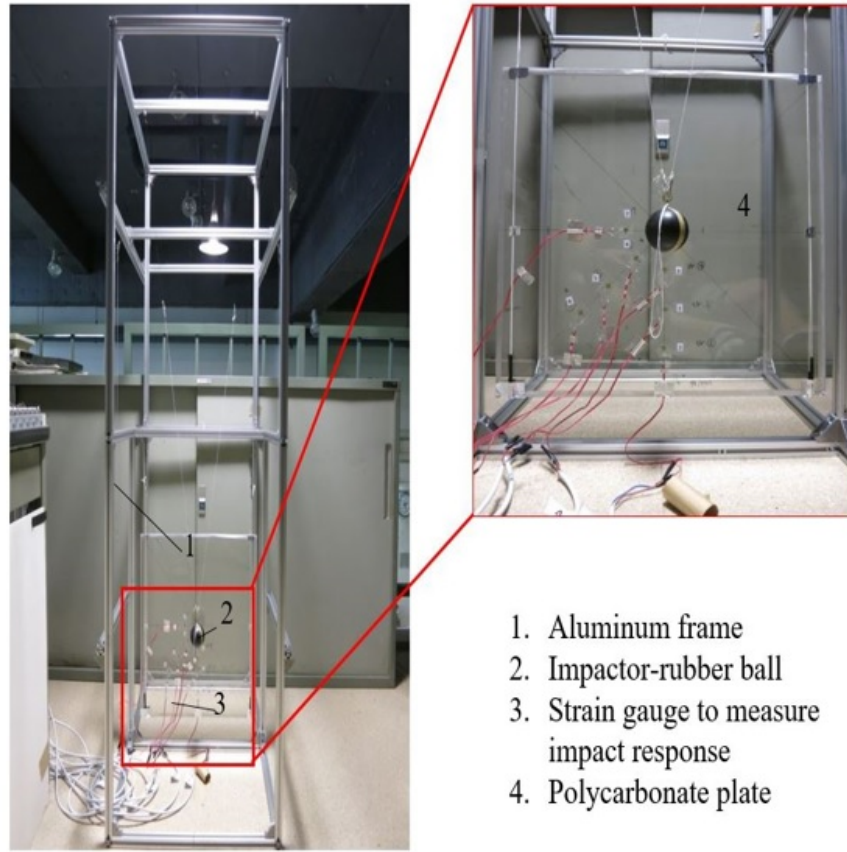 4
1
2
3
1. Aluminum frame
2. Impactor-rubber ball
3. Strain gauge to measure
impact response
4. Polycarbonate plate